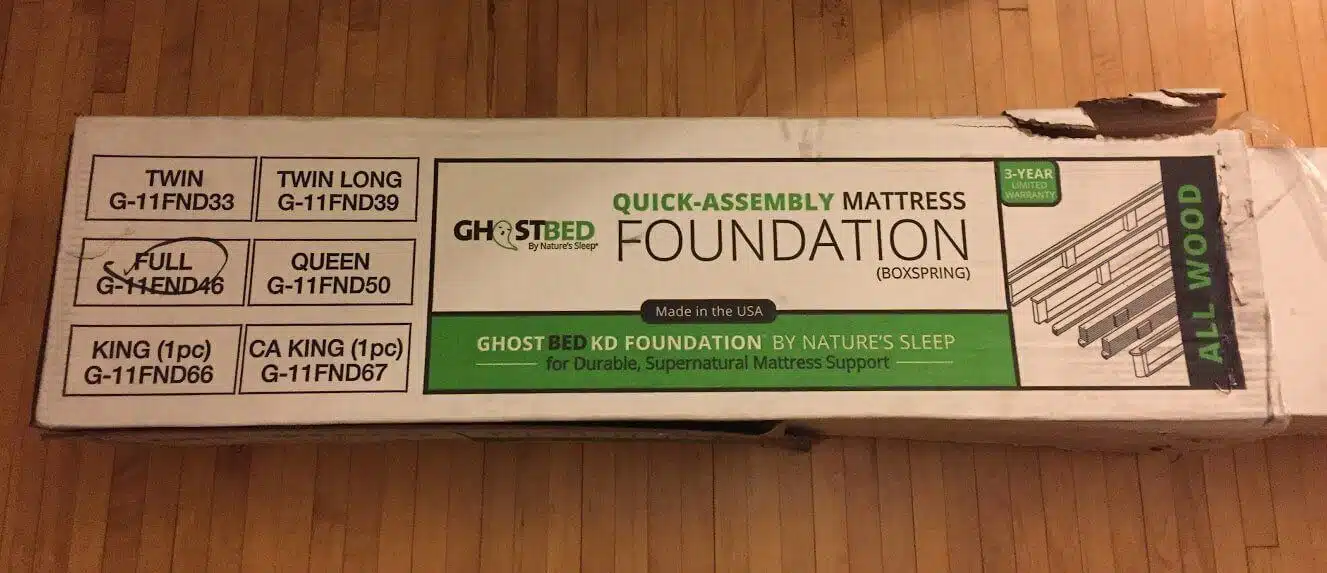 TWIN
G-11FND33
TWIN LONG
G-11FND39
FULL
G-11FND46
QUEEN
G-11FND50
KING (1pc)
G-11FND66
CA KING (1pc)
G-11FND67
GHOSTBED
By Nature's Sleep®
QUICK-ASSEMBLY MATTRESS
FOUNDATION
(BOXSPRING)
Made in the USA
GHOSTBED KD FOUNDATION™ BY NATURE'S SLEEP
for Durable, Supernatural Mattress Support
3-YEAR
LIMITED
WARRANTY
ALL WOOD